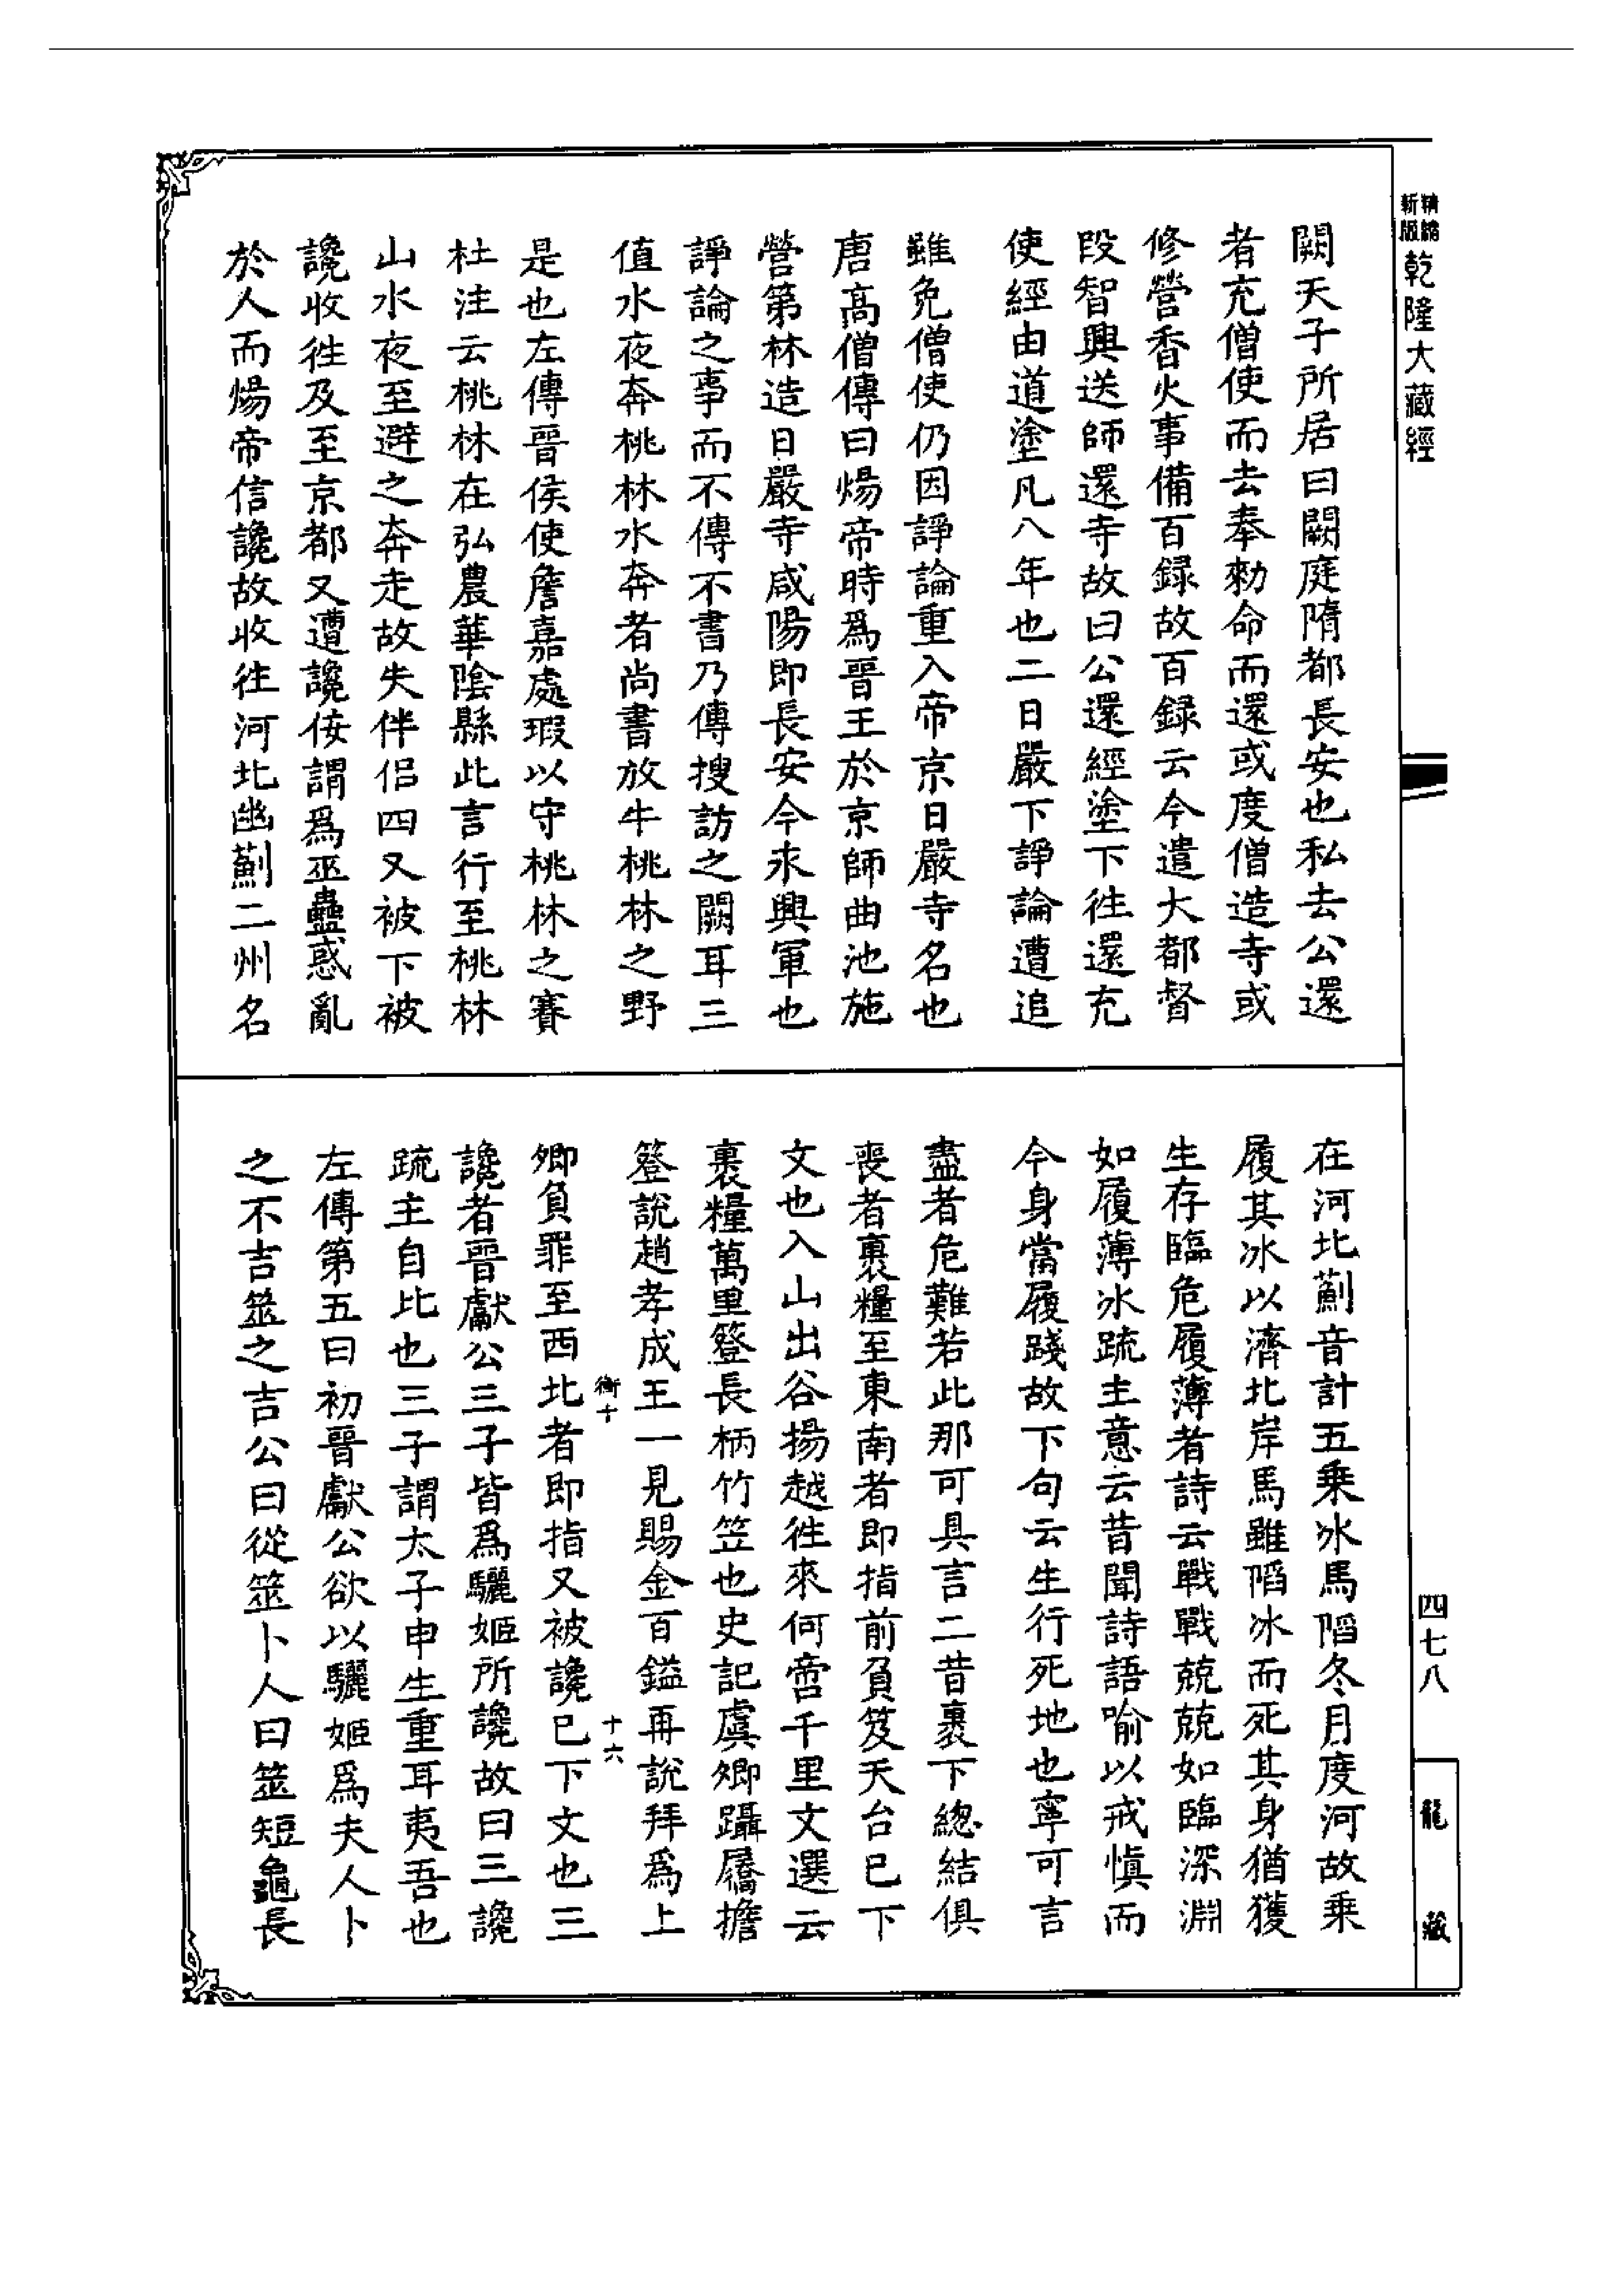 精縮新版乾隆大藏經
闕天子所居曰闕庭隋都長安也私去公還
者充僧使而去奉勅命而還或度僧造寺或
修營香火事備百録故百録云今遣大都督
段智興送師還寺故曰公還經塗下往還充
使經由道塗凡八年也二日嚴下諍論遭追
雖免僧使仍因諍論重入帝京日嚴寺名也
唐高僧傳曰煬帝時爲晉王於京師曲池施
營第林造日嚴寺咸陽即長安今永興軍也
諍論之事而不傳不書乃傳搜訪之闕耳三
值水夜奔桃林水奔者尚書放牛桃林之野
是也左傳晉侯使詹嘉處瑕以守桃林之賽
杜注云桃林在弘農華陰縣此言行至桃林
山水夜至避之奔走故失伴侶四又被下被
讒收往及至京都又遭讒侫謂爲巫蠱惑亂
於人而煬帝信讒故收往河北幽薊二州名
在河北薊音計五乗冰馬陷冬月度河故乗
履其冰以濟北岸馬雖陷冰而死其身猶獲
生存臨危履薄者詩云戰戰兢兢如臨深淵
如履薄冰䟽主意云昔聞詩語喻以戒慎而
今身當履踐故下句云生行死地也寧可言
盡者危難若此那可具言二昔裹下總結俱
喪者裹糧至東南者即指前負笈天台已下
文也入山出谷揚越往來何啻千里文選云
裹糧萬里簦長柄竹笠也史記虞卿躡屩擔
簦說趙孝成王一見賜金百鎰再說拜爲上
衡十
十六
卿負罪至西北者即指又被讒已下文也三
讒者晉獻公三子皆爲驪姬所讒故曰三讒
䟽主自比也三子謂太子申生重耳夷吾也
左傳第五曰初晉獻公欲以驪姬爲夫人卜
之不吉筮之吉公曰從筮卜人曰筮短龜長
四七八
龍藏